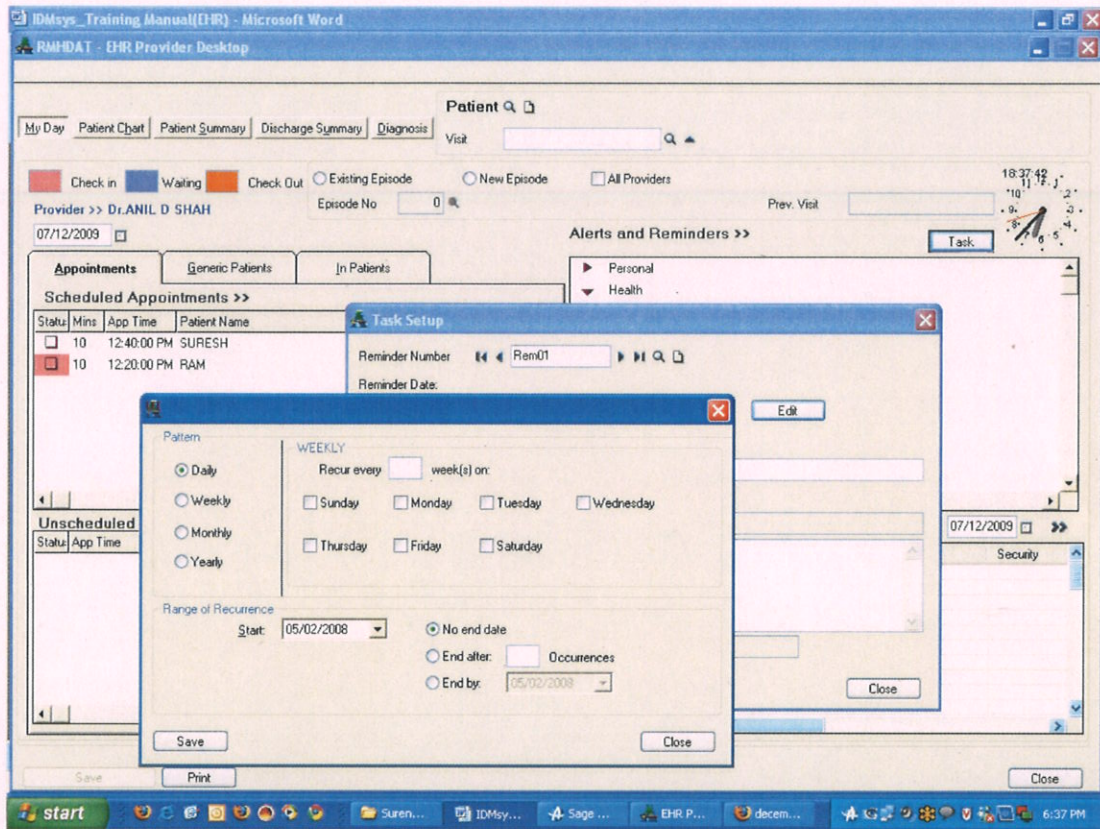 IDMsys_Training Manual(EHR) - Microsoft Word
RMHDAT - EHR Provider Desktop
Patient
My Day Patient Chart Patient Summary Discharge Summary Diagnosis
Visit
Check in Waiting Check Out Existing Episode New Episode All Providers
18:37:42
Provider >> Dr.ANIL D SHAH
Episode No 0 Prev. Visit
07/12/2009
Alerts and Reminders >> Task
Appointments Generic Patients In Patients
Personal
Health
Scheduled Appointments >>
Status Mins App Time Patient Name
10 12:40:00 PM SURESH
10 12:20:00 PM RAM
Task Setup
Reminder Number Rem01
Reminder Date:
Edit
Pattern
Daily
Weekly
Monthly
Yearly
WEEKLY
Recur every week(s) on:
Sunday Monday Tuesday Wednesday
Thursday Friday Saturday
Range of Recurrence
Start: 05/02/2008
No end date
End after: Occurrences
End by: 05/02/2008
Save Close
Unscheduled
Status App Time
07/12/2009 >>
Security
Close
Save Print Close
start Suren... IDMsy... Sage ... EHR P... decem... 6:37 PM